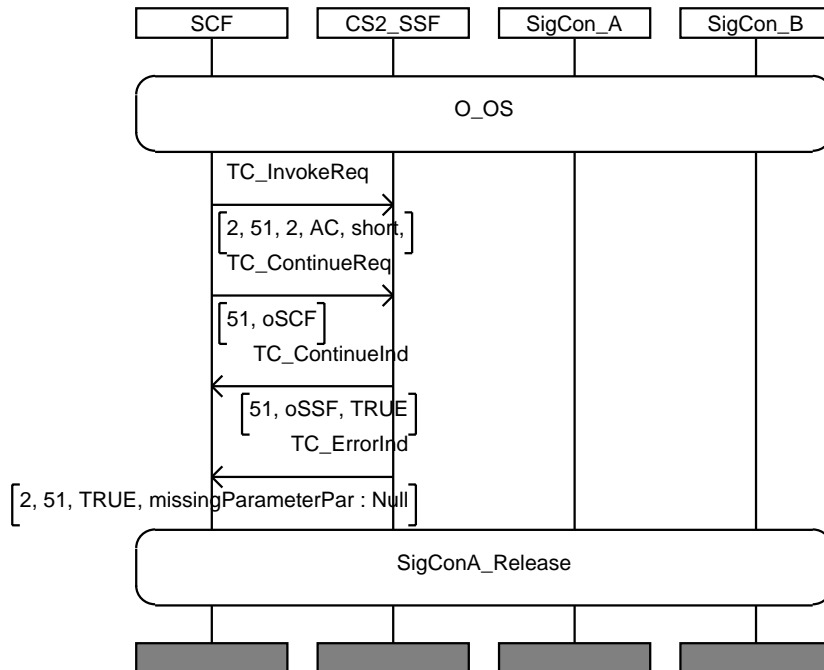 SCF
CS2_SSF
SigCon_A
SigCon_B
O_OS
TC_InvokeReq
2, 51, 2, AC, short,
TC_ContinueReq
51, oSCF
TC_ContinueInd
51, oSSF, TRUE
TC_ErrorInd
2, 51, TRUE, missingParameterPar : Null
SigConA_Release